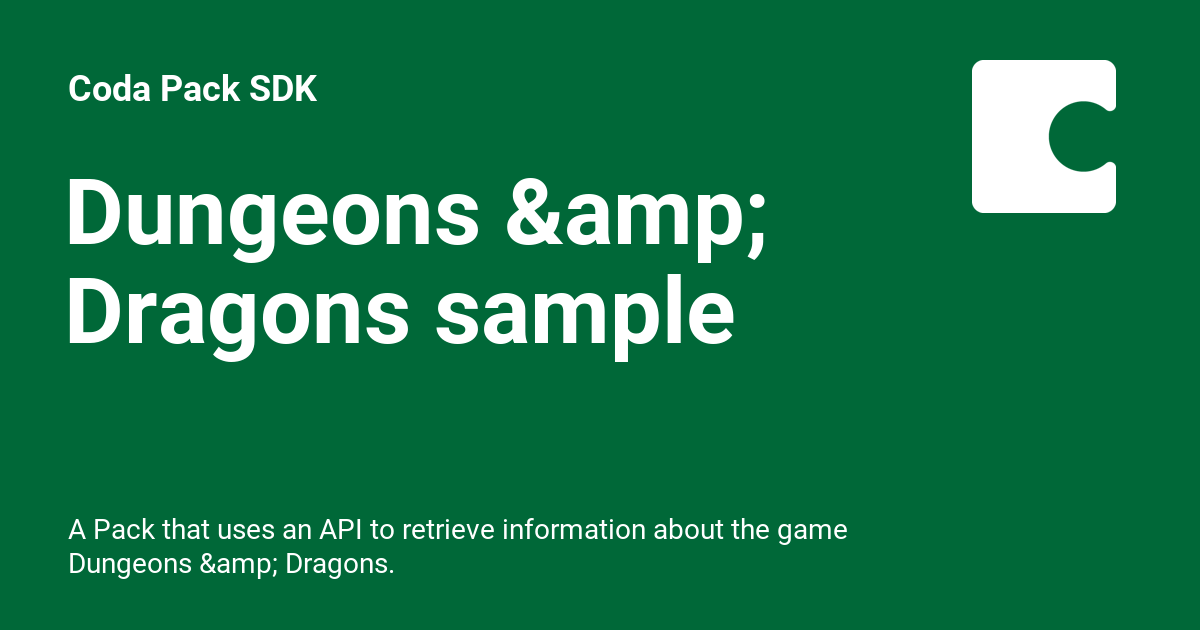 Coda Pack SDK
Dungeons &amp;
Dragons sample
A Pack that uses an API to retrieve information about the game
Dungeons &amp; Dragons.